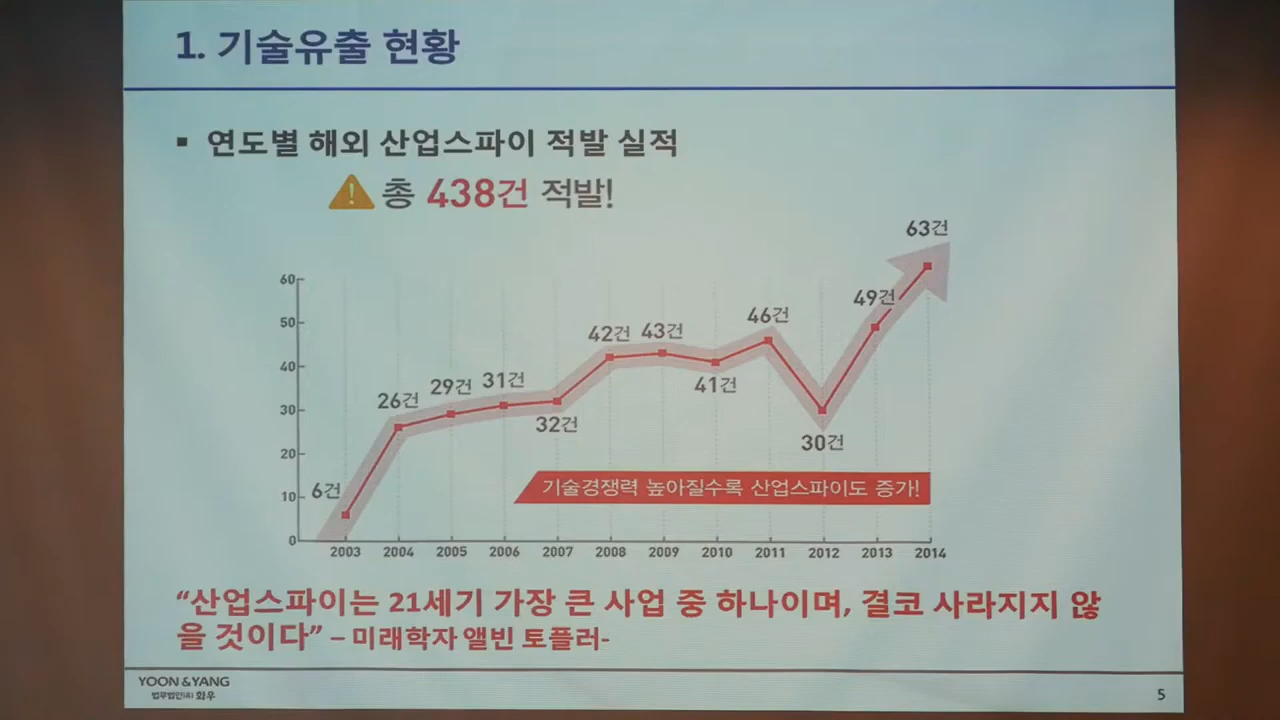 1. 기술유출 현황
▪ 연도별 해외 산업스파이 적발 실적
총 438건 적발!
63건
60
49건
50
46건
42건 43건
40
41건
31건
29건
26건
30
32건
30건
20
기술경쟁력 높아질수록 산업스파이도 증가!
6건
10
0
2003 2004 2005 2006 2007 2008 2009 2010 2011 2012 2013 2014
“산업스파이는 21세기 가장 큰 사업 중 하나이며, 결코 사라지지 않
을 것이다” – 미래학자 앨빈 토플러-
YOON & YANG
법무법인(유) 화우
5